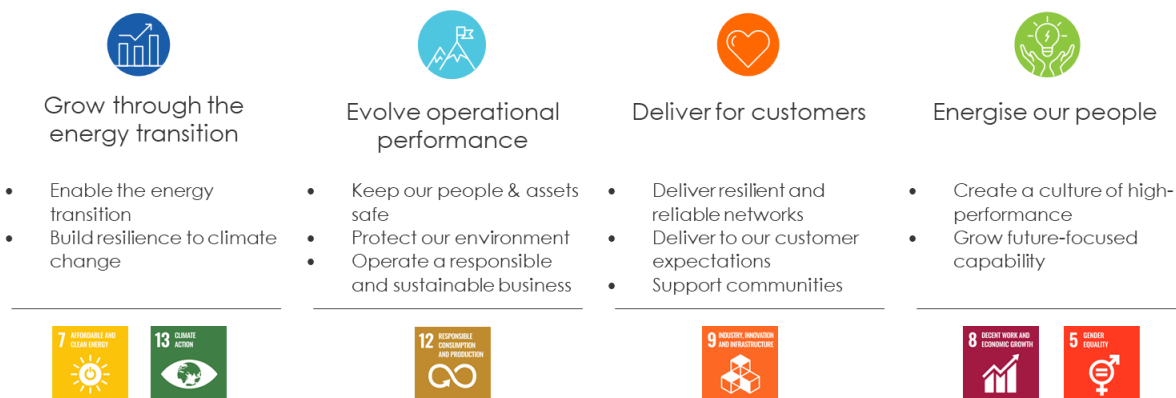 Grow through the
energy transition
• Enable the energy
transition
• Build resilience to climate
change
7 AFFORDABLE AND
CLEAN ENERGY
13 CLIMATE
ACTION
Evolve operational
performance
• Keep our people & assets
safe
• Protect our environment
• Operate a responsible
and sustainable business
12 RESPONSIBLE
CONSUMPTION
AND PRODUCTION
Deliver for customers
• Deliver resilient and
reliable networks
• Deliver to our customer
expectations
• Support communities
9 INDUSTRY, INNOVATION
AND INFRASTRUCTURE
Energise our people
• Create a culture of high-
performance
• Grow future-focused
capability
8 DECENT WORK AND
ECONOMIC GROWTH
5 GENDER
EQUALITY